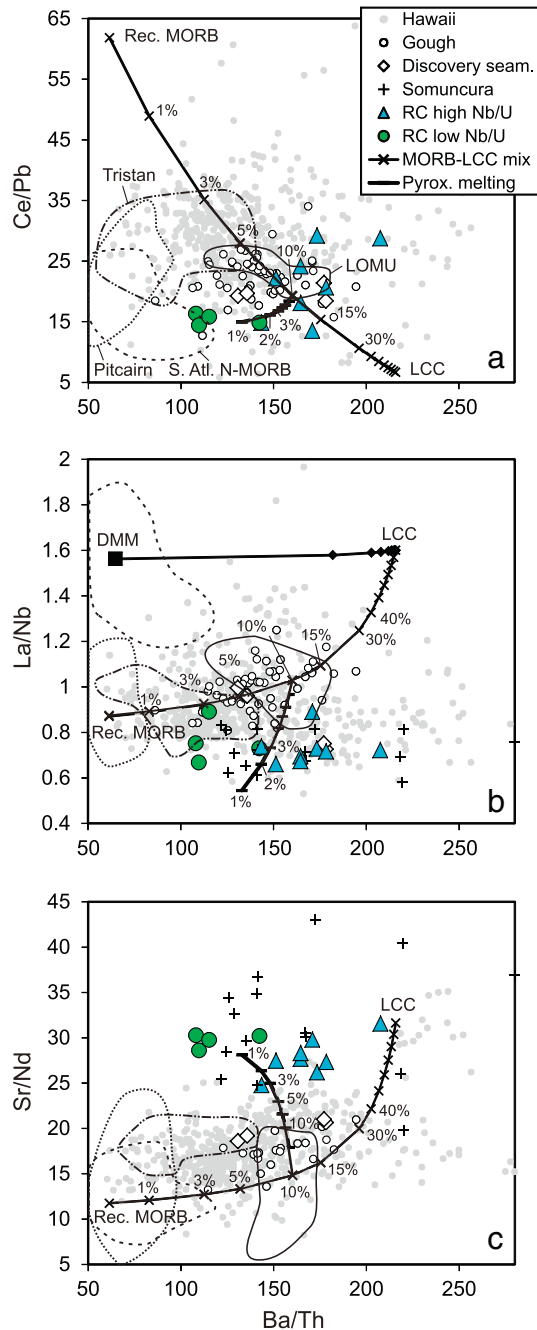 65
55
45
35
25
15
5
Ce/Pb
Hawaii
Gough
Discovery seam.
Somuncura
RC high Nb/U
RC low Nb/U
MORB-LCC mix
Pyrox. melting
Rec. MORB
1%
Tristan
3%
5%
10%
LOMU
15%
1%
2%
3%
30%
LCC
Pitcairn
S. Atl. N-MORB
a
50
100
150
200
250
2
1.8
1.6
1.4
1.2
1
0.8
0.6
0.4
La/Nb
DMM
LCC
40%
30%
15%
10%
5%
3%
1%
Rec. MORB
3%
2%
1%
b
50
100
150
200
250
45
40
35
30
25
20
15
10
5
Sr/Nd
LCC
1%
3%
5%
10%
40%
30%
15%
10%
5%
3%
1%
Rec. MORB
c
50
100
150
200
250
Ba/Th